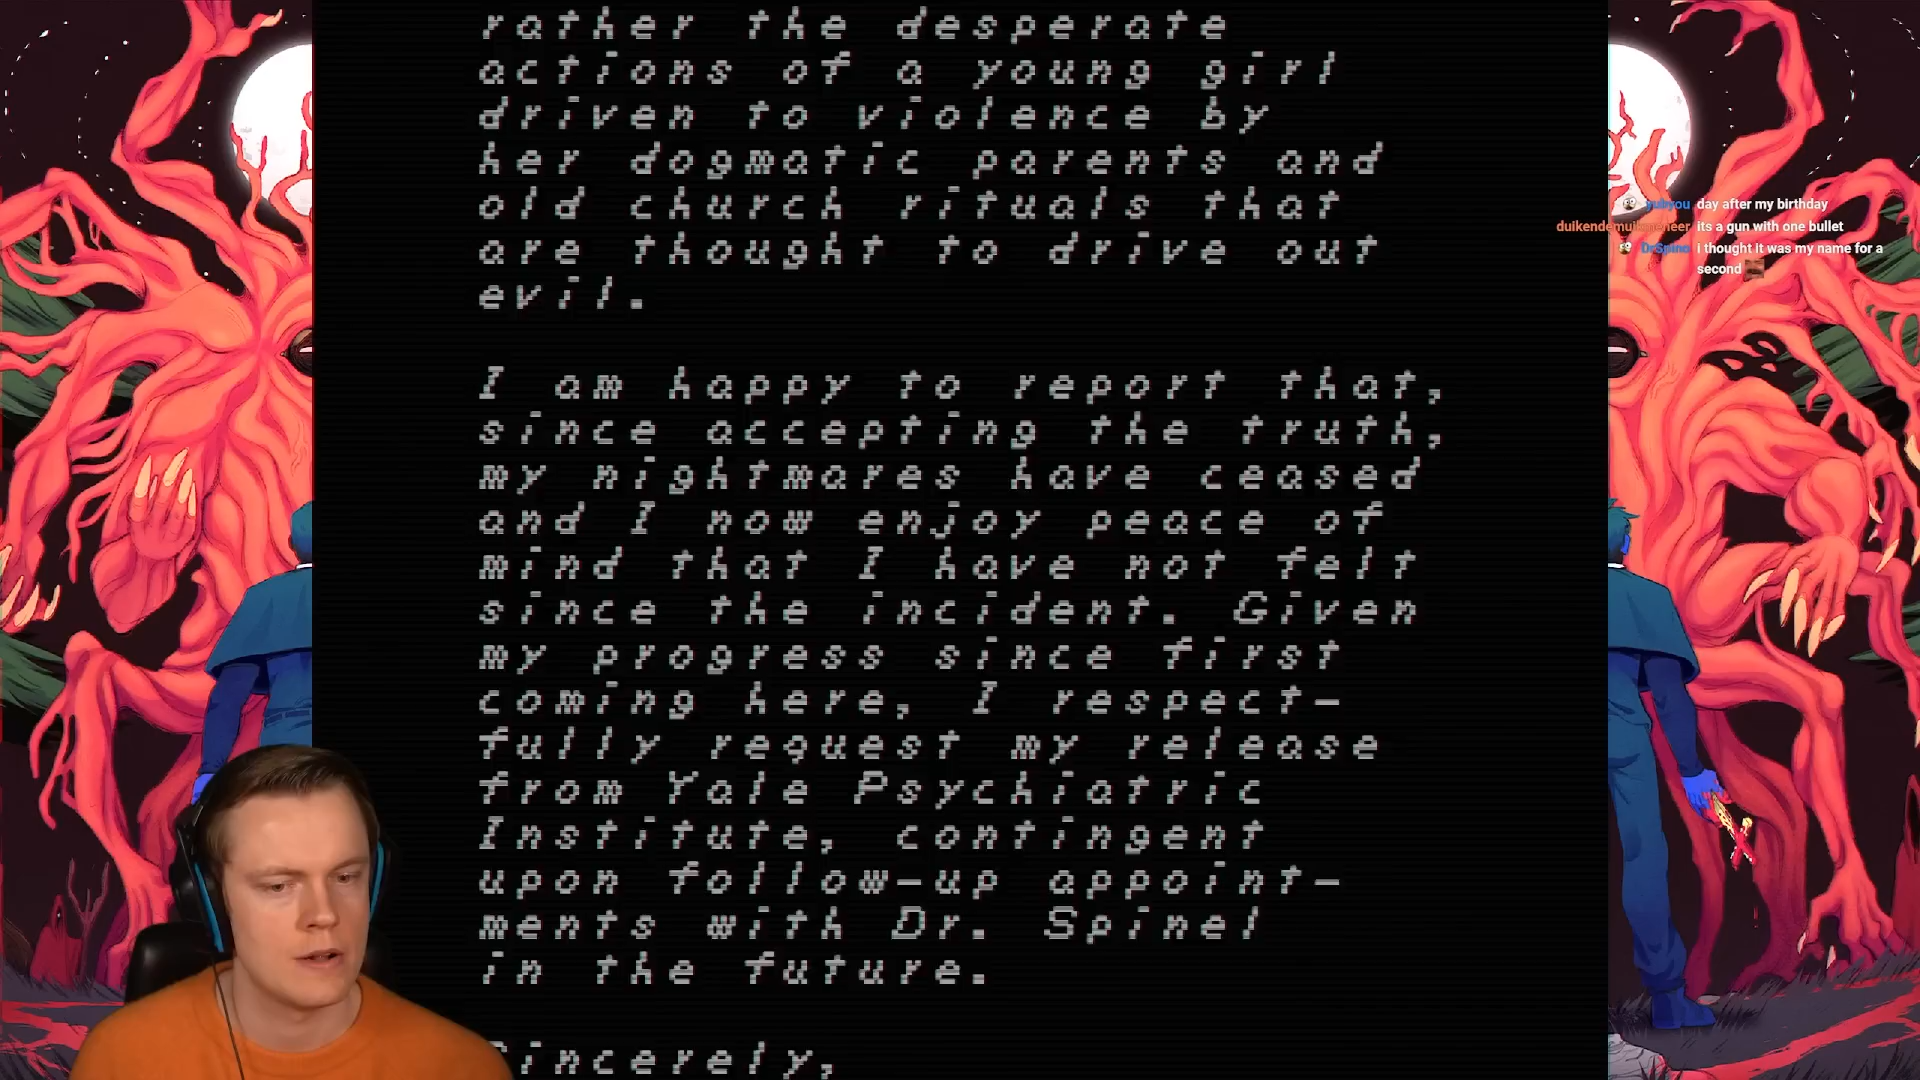 rather the desperate
actions of a young girl
driven to violence by
her dogmatic parents and
old church rituals that
are thought to drive out
evil.
I am happy to report that,
since accepting the truth,
my nightmares have ceased
and I now enjoy peace of
mind that I have not felt
since the incident. Given
my progress since first
coming here, I respect-
fully request my release
from Yale Psychiatric
Institute, contingent
upon follow-up appoint-
ments with Dr. Spinel
in the future.
Sincerely,
day after my birthday
its a gun with one bullet
DrSpino i thought it was my name for a
second